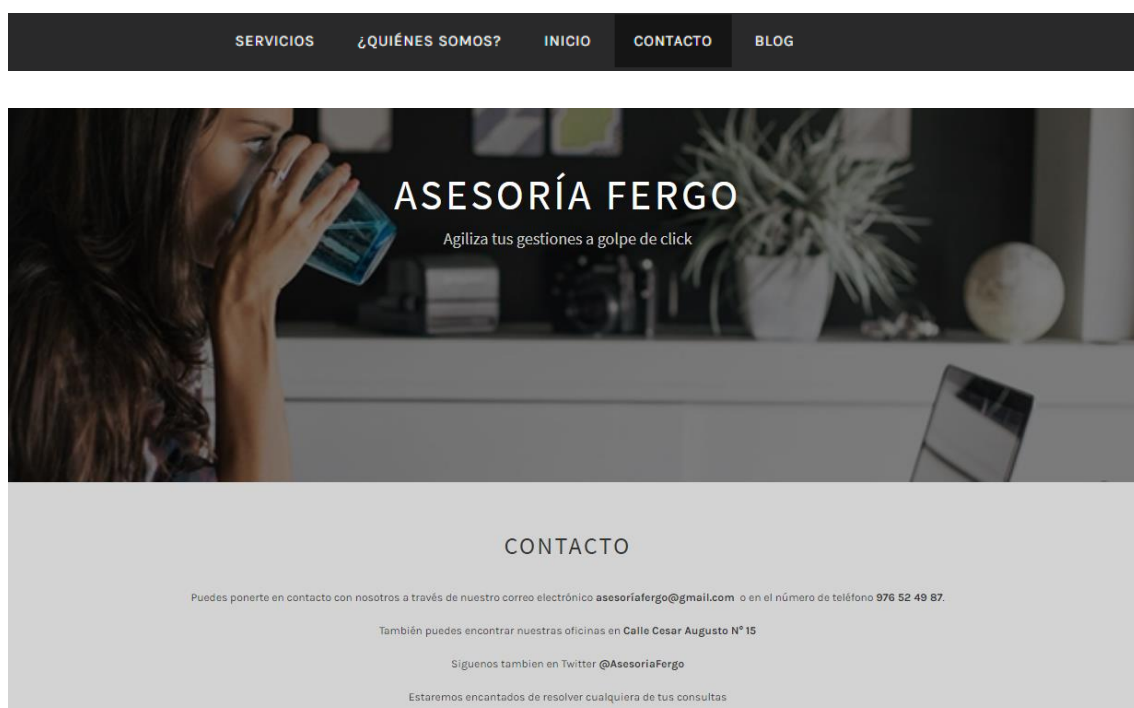 SERVICIOS ¿QUIÉNES SOMOS? INICIO CONTACTO BLOG
ASESORÍA FERGO
Agiliza tus gestiones a golpe de click
CONTACTO
Puedes ponerte en contacto con nosotros a través de nuestro correo electrónico asesoríafergo@gmail.com o en el número de teléfono 976 52 49 87.
También puedes encontrar nuestras oficinas en Calle Cesar Augusto Nº 15
Siguenos tambien en Twitter @AsesoriaFergo
Estaremos encantados de resolver cualquiera de tus consultas